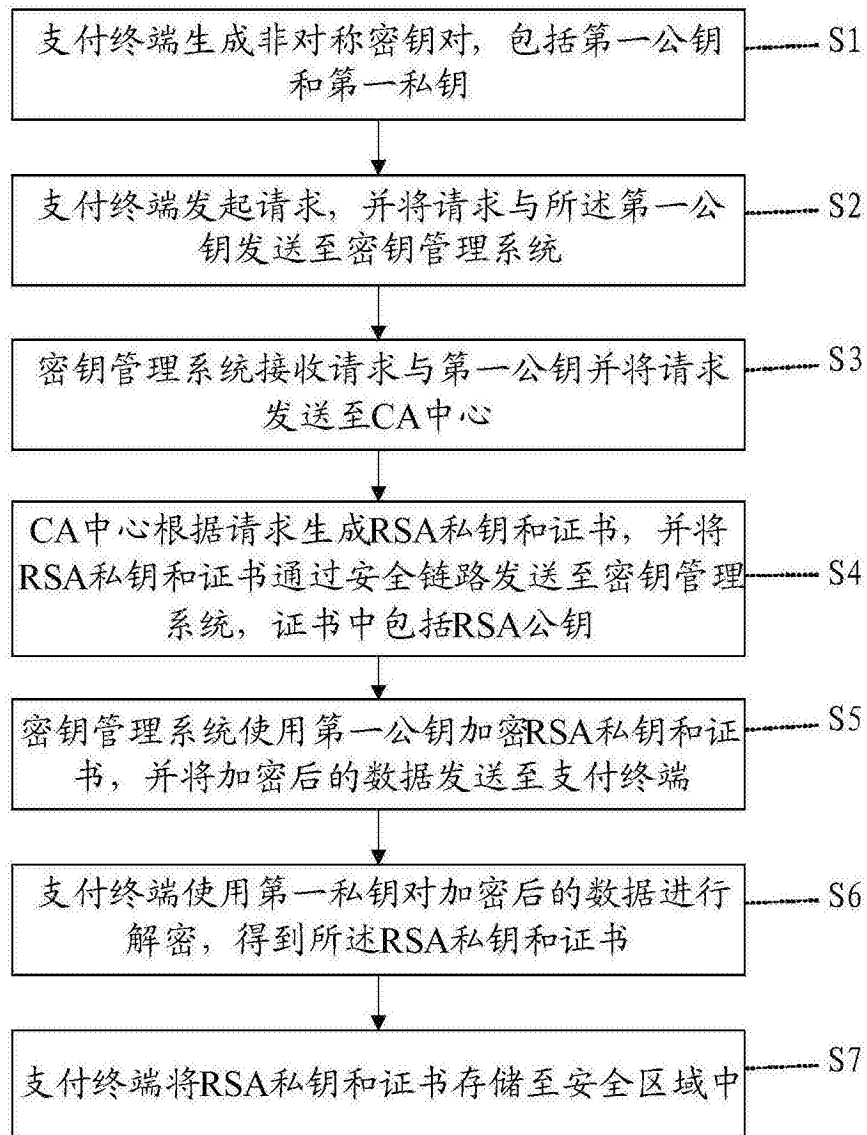 支付终端生成非对称密钥对，包括第一公钥
和第一私钥
S1
支付终端发起请求，并将请求与所述第一公
钥发送至密钥管理系统
S2
密钥管理系统接收请求与第一公钥并将请求
发送至CA中心
S3
CA中心根据请求生成RSA私钥和证书，并将
RSA私钥和证书通过安全链路发送至密钥管理
系统，证书中包括RSA公钥
S4
密钥管理系统使用第一公钥加密RSA私钥和证
书，并将加密后的数据发送至支付终端
S5
支付终端使用第一私钥对加密后的数据进行
解密，得到所述RSA私钥和证书
S6
支付终端将RSA私钥和证书存储至安全区域中
S7